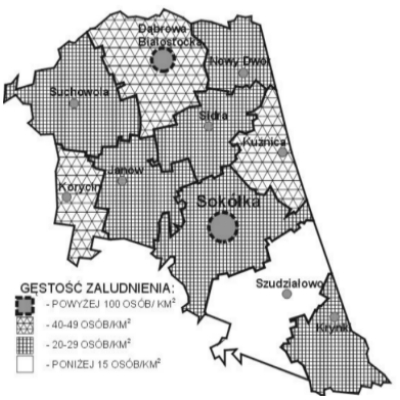 Dąbrowa
Białostocka
Nowy Dwór
Suchowola
Sidra
Kuźnica
Janów
Korycin
Sokółka
Szudziałowo
Krynki
GĘSTOŚĆ ZALUDNIENIA:
- POWYŻEJ 100 OSÓB/ KM²
- 40-49 OSÓB/KM²
- 20-29 OSÓB/KM²
- PONIŻEJ 15 OSÓB/KM²